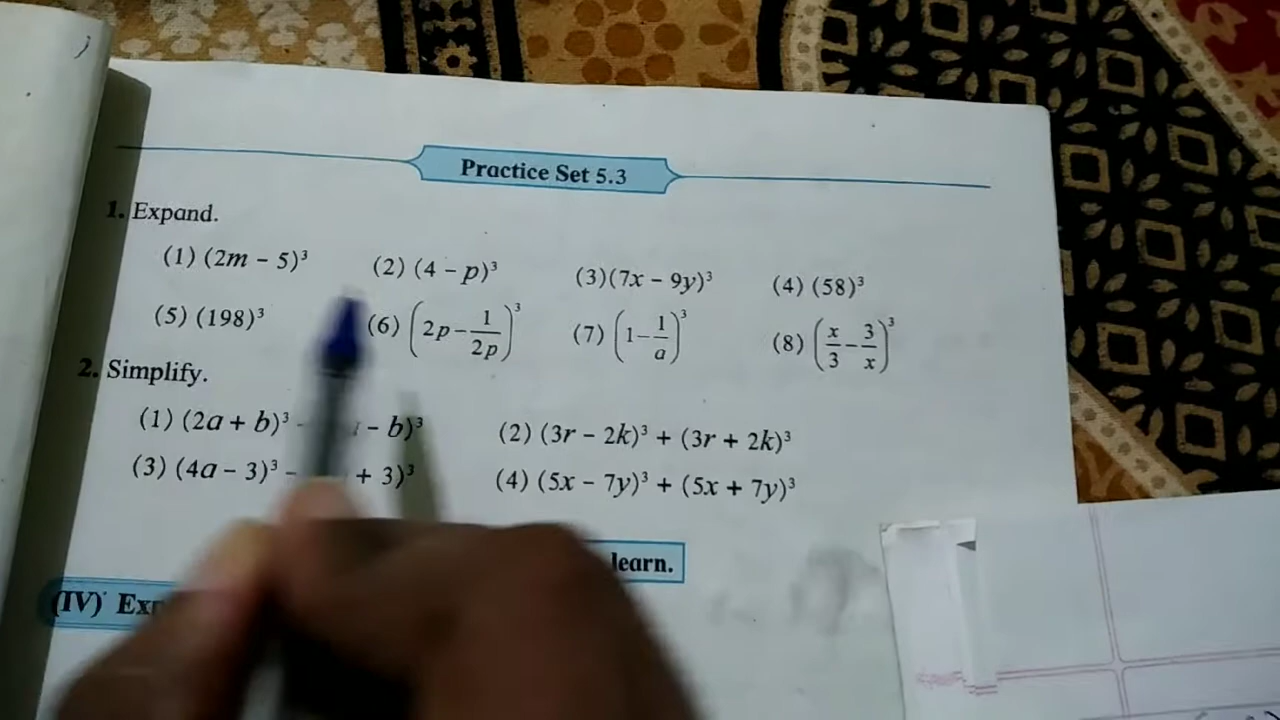 Practice Set 5.3
1. Expand.
(1) (2m – 5)³ (2) (4 – p)³ (3)(7x – 9y)³ (4) (58)³
(5) (198)³ (6) (2p – 1/2p)³ (7) (1 – 1/a)³ (8) (x/3 – 3/x)³
2. Simplify.
(1) (2a + b)³ - – b)³ (2) (3r – 2k)³ + (3r + 2k)³
(3) (4a – 3)³ – + 3)³ (4) (5x – 7y)³ + (5x + 7y)³
learn.
(IV)